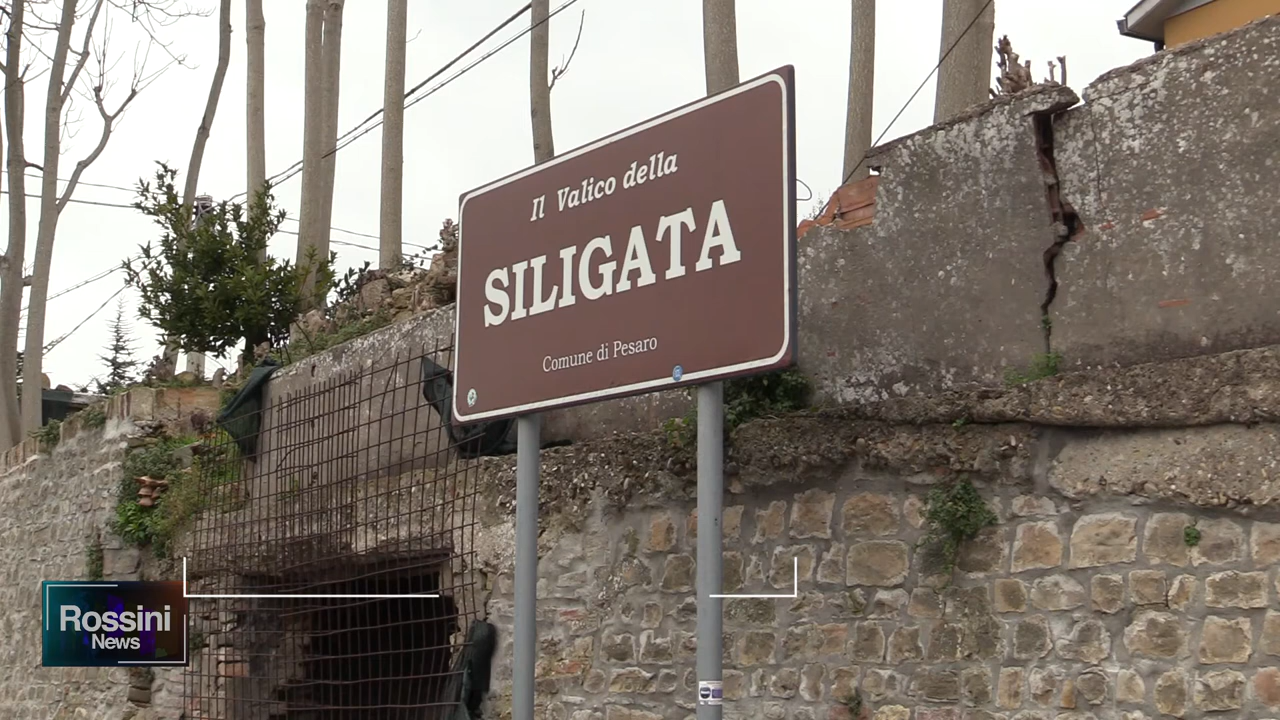 Il Valico della
SILIGATA
Comune di Pesaro
Rossini
News